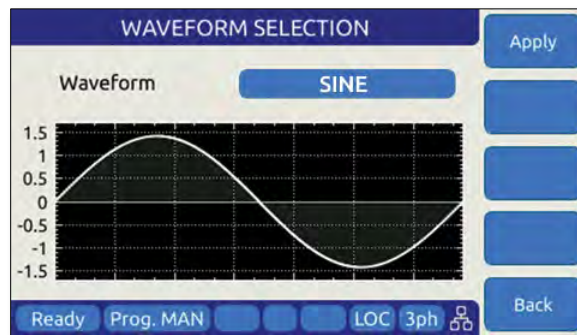 WAVEFORM SELECTION
Apply
Waveform
SINE
1.5
1
0.5
0
-0.5
-1
-1.5
Back
Ready
Prog. MAN
LOC
3ph